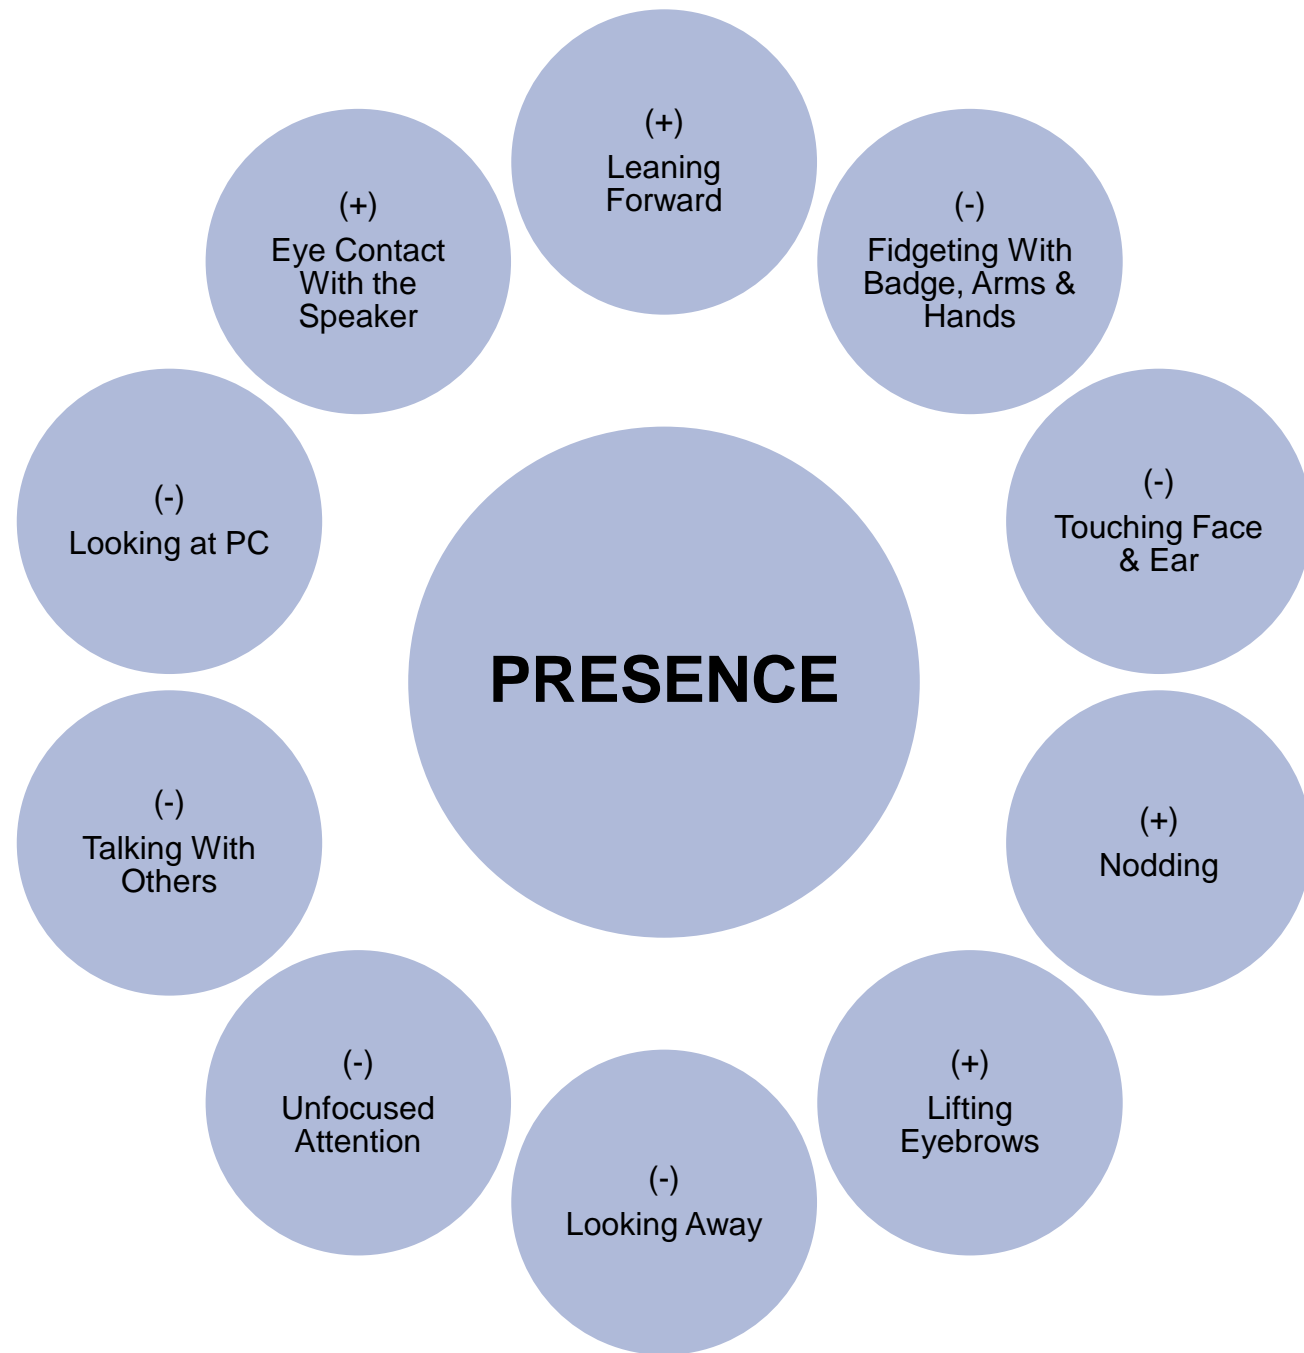 (+)
Leaning
Forward
(-)
Fidgeting With
Badge, Arms &
Hands
(-)
Touching Face
& Ear
(+)
Nodding
(+)
Lifting
Eyebrows
(-)
Looking Away
(-)
Unfocused
Attention
(-)
Talking With
Others
(-)
Looking at PC
(+)
Eye Contact
With the
Speaker
PRESENCE